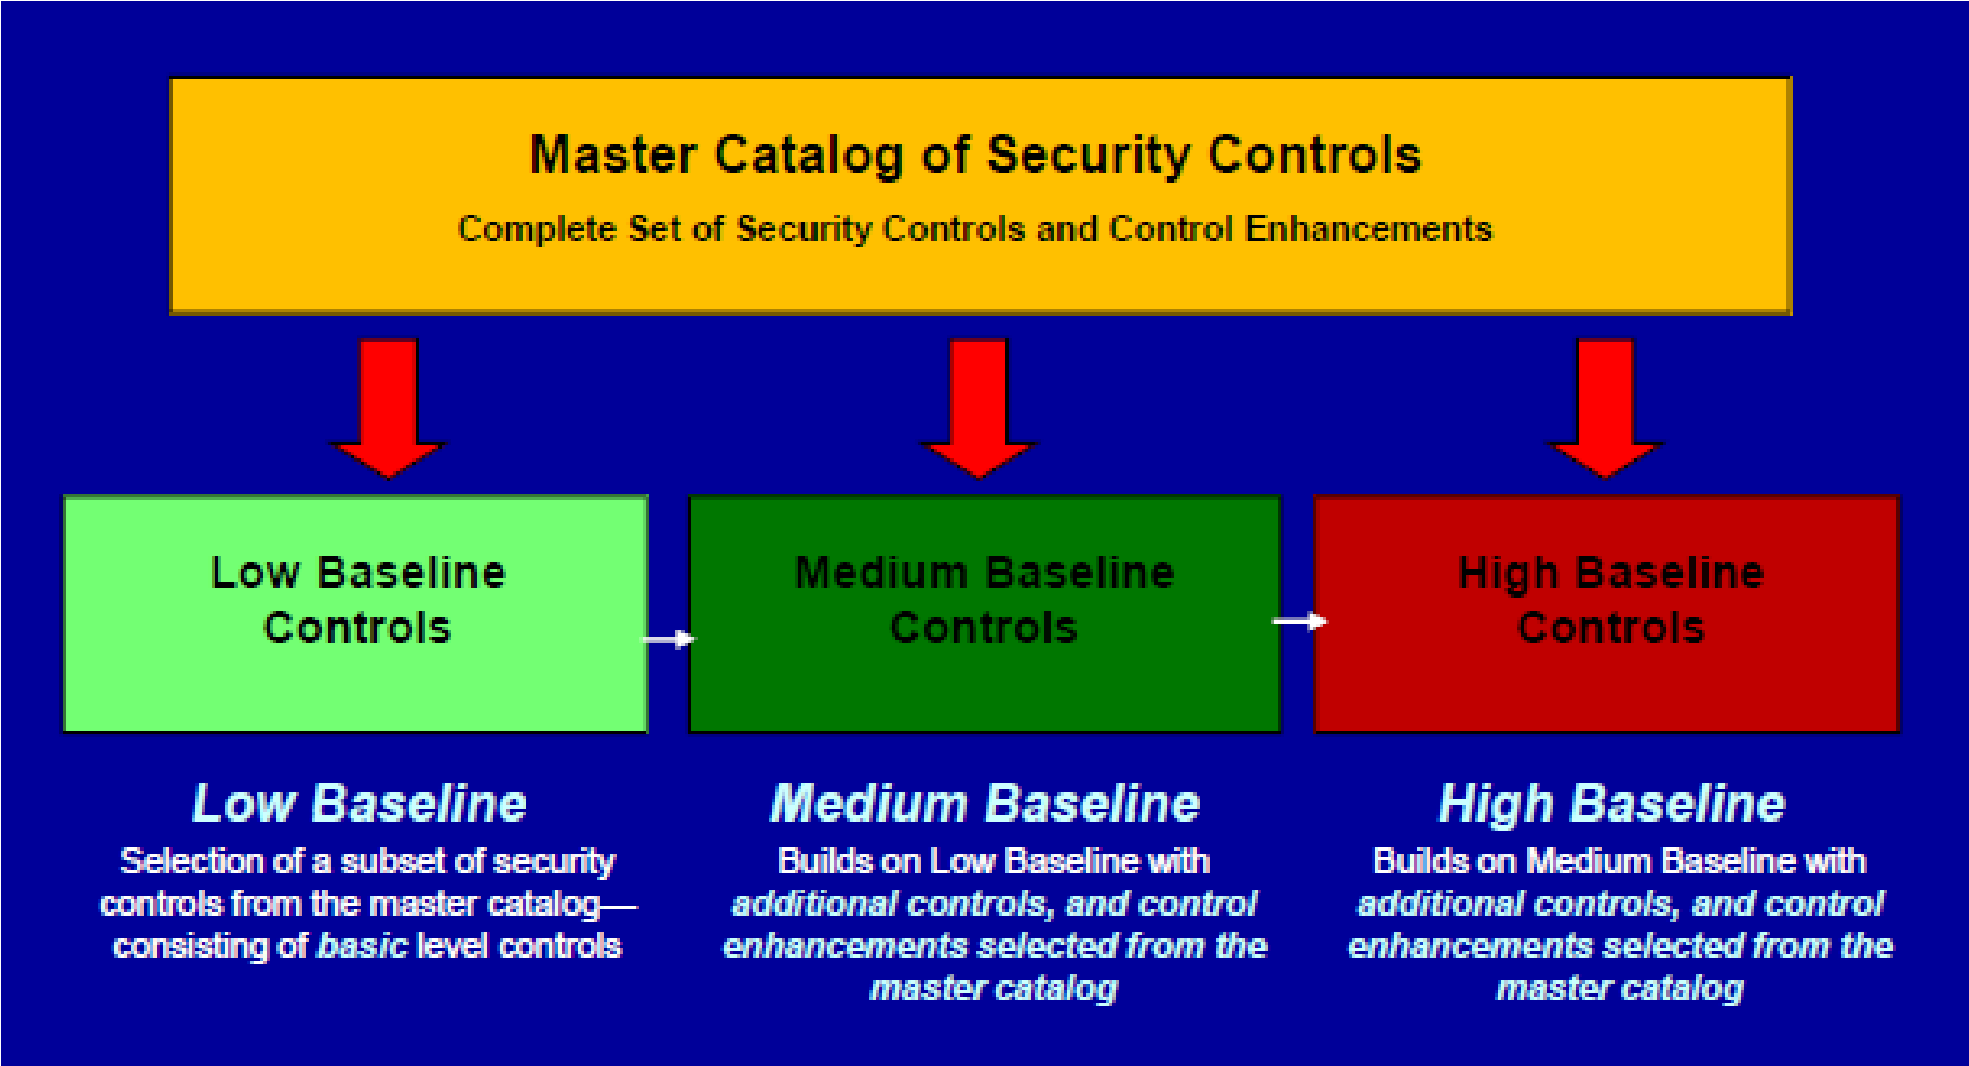 Master Catalog of Security Controls
Complete Set of Security Controls and Control Enhancements
Low Baseline
Controls
Medium Baseline
Controls
High Baseline
Controls
Low Baseline
Selection of a subset of security
controls from the master catalog—
consisting of basic level controls
Medium Baseline
Builds on Low Baseline with
additional controls, and control
enhancements selected from the
master catalog
High Baseline
Builds on Medium Baseline with
additional controls, and control
enhancements selected from the
master catalog